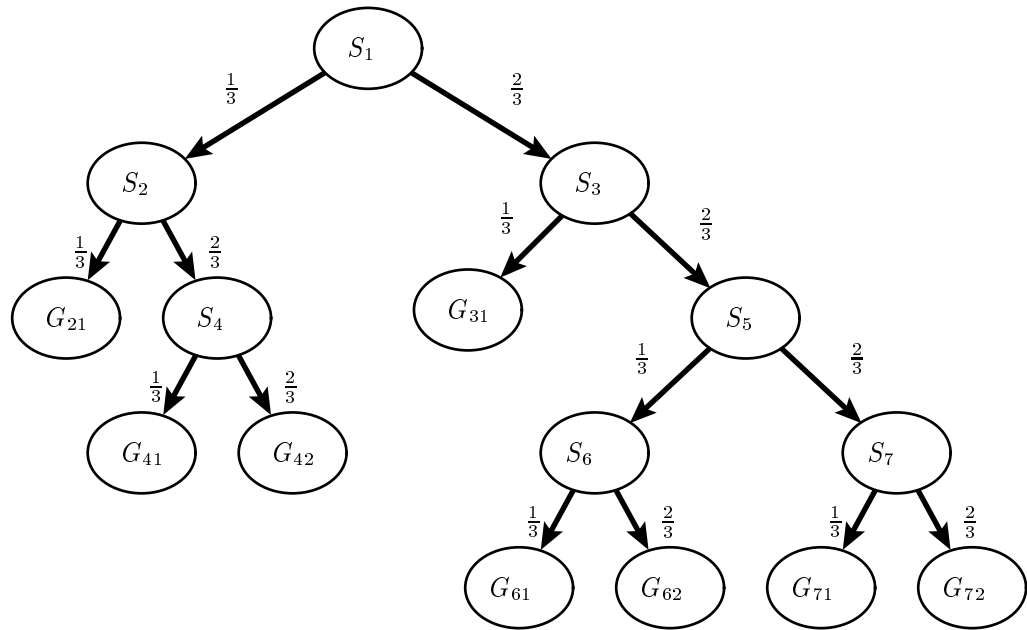 S₁
1/3 2/3
S₂ S₃
1/3 2/3 1/3 2/3
G₂₁ S₄ G₃₁ S₅
1/3 2/3 1/3 2/3
G₄₁ G₄₂ S₆ S₇
1/3 2/3 1/3 2/3
G₆₁ G₆₂ G₇₁ G₇₂